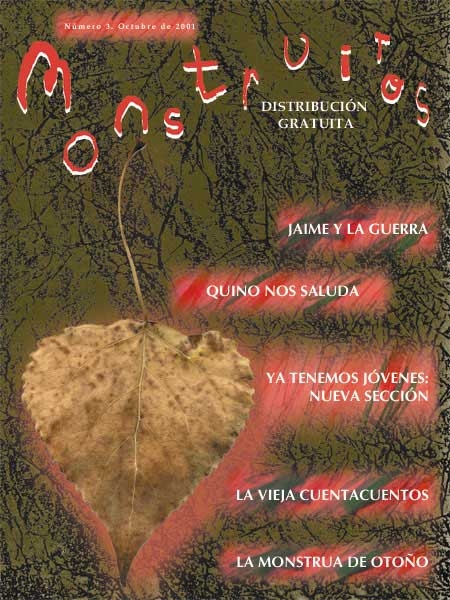 Número 3. Octubre de 2001
Monstruitos
DISTRIBUCIÓN
GRATUITA
JAIME Y LA GUERRA
QUINO NOS SALUDA
YA TENEMOS JÓVENES:
NUEVA SECCIÓN
LA VIEJA CUENTACUENTOS
LA MONSTRUA DE OTOÑO